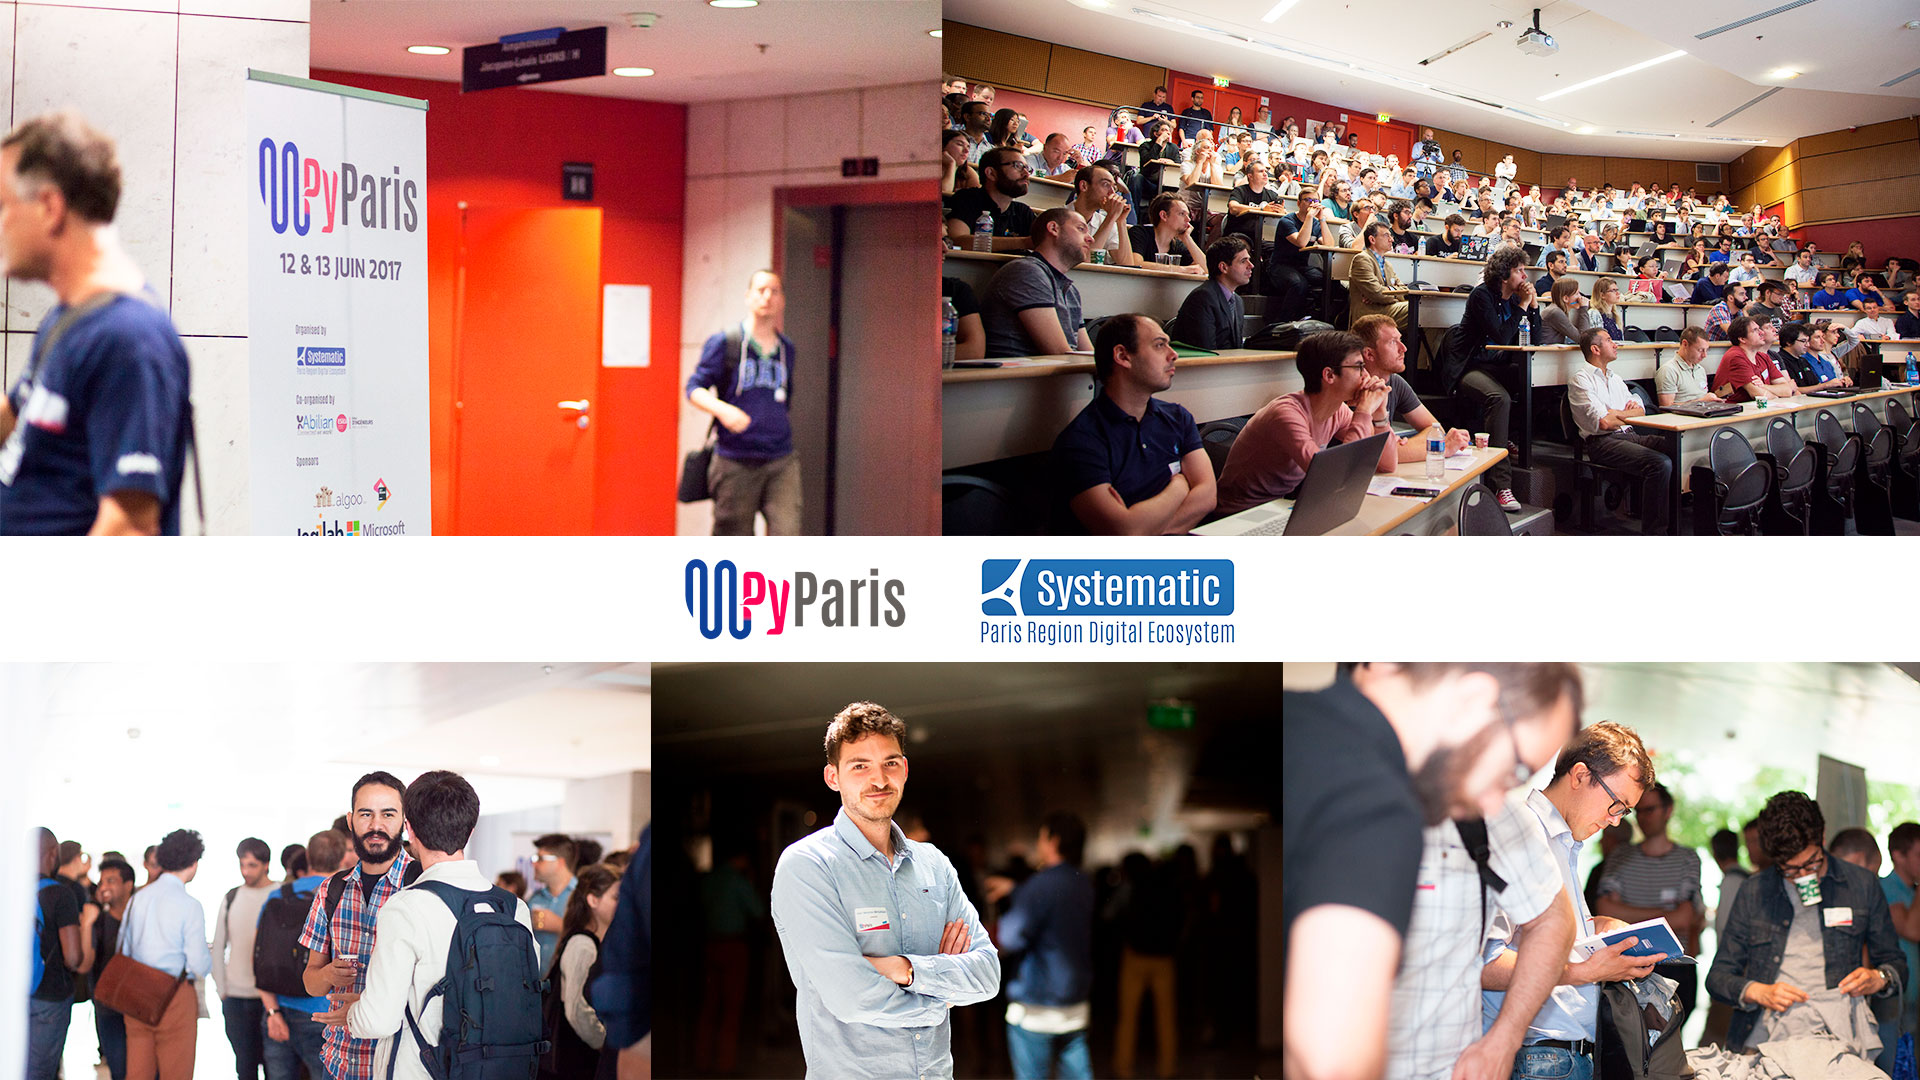 Amphithéâtre
Jacques-Louis LIONS / H
PyParis
12 & 13 JUIN 2017
Organised by
Systematic
Paris Region Digital Ecosystem
Co-organised by
Abilian
Sponsors
algoo
logilab
Microsoft
PyParis
Systematic
Paris Region Digital Ecosystem